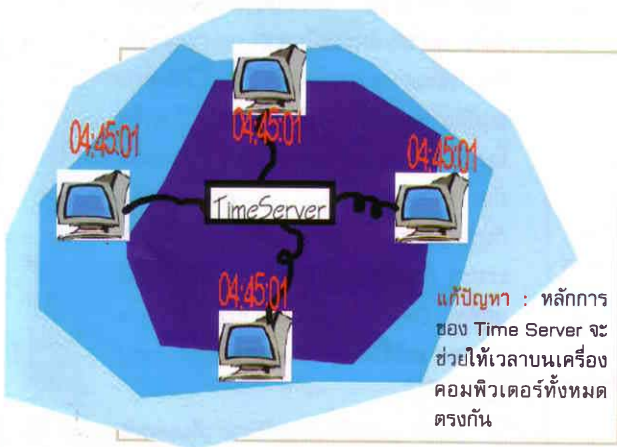 04:45:01
04:45:01
04:45:01
TimeServer
04:45:01
แก้ปัญหา : หลักการ
ของ Time Server จะ
ช่วยให้เวลาบนเครื่อง
คอมพิวเตอร์ทั้งหมด
ตรงกัน